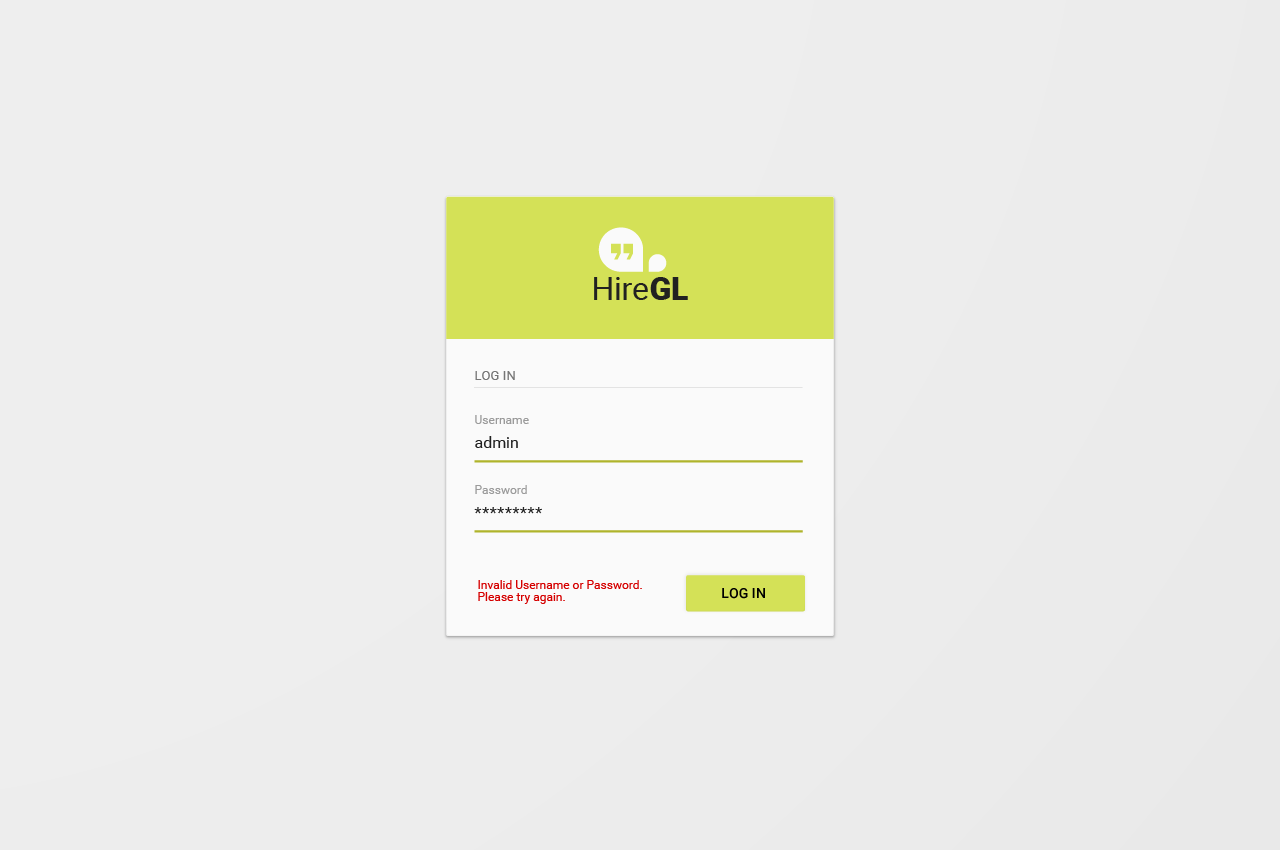 HireGL
LOG IN
Username
admin
Password
*********
Invalid Username or Password.
Please try again.
LOG IN